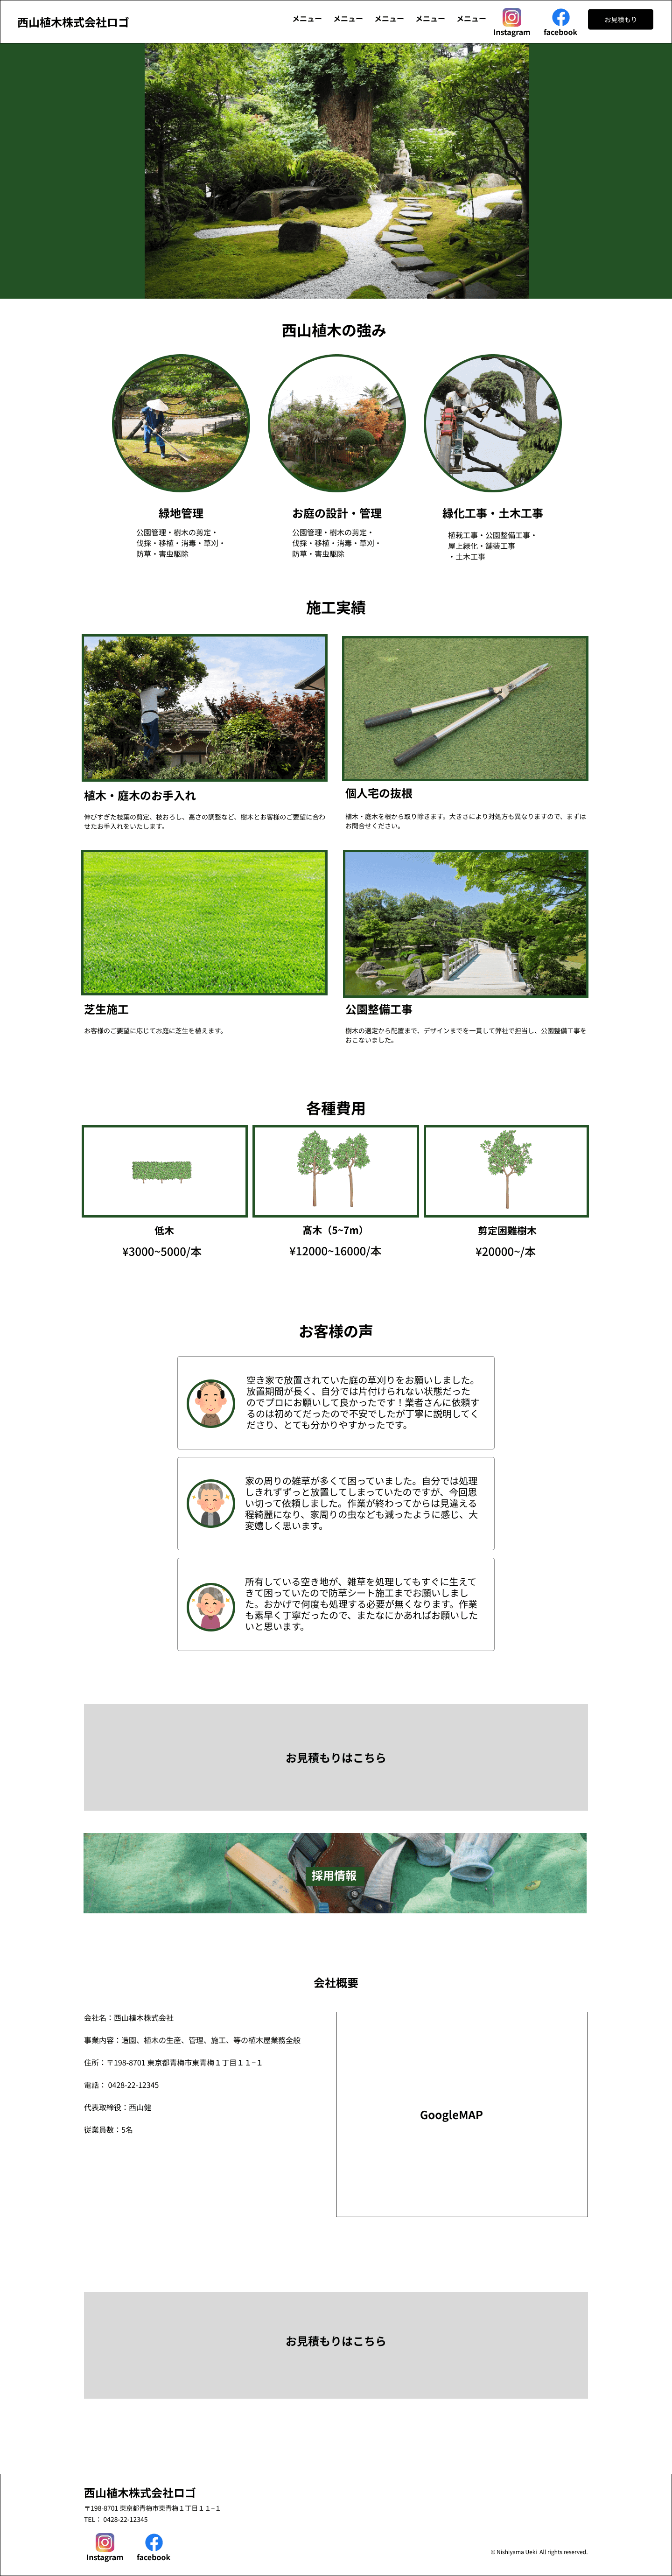 西山植木株式会社ロゴ
メニュー メニュー メニュー メニュー メニュー
Instagram facebook
お見積もり
西山植木の強み
緑地管理
公園管理・樹木の剪定・
伐採・移植・消毒・草刈・
防草・害虫駆除
お庭の設計・管理
公園管理・樹木の剪定・
伐採・移植・消毒・草刈・
防草・害虫駆除
緑化工事・土木工事
植栽工事・公園整備工事・
屋上緑化・舗装工事
・土木工事
施工実績
植木・庭木のお手入れ
伸びすぎた枝葉の剪定、枝おろし、高さの調整など、樹木とお客様のご要望に合わ
せたお手入れをいたします。
個人宅の抜根
植木・庭木を根から取り除きます。大きさにより対処方も異なりますので、まずは
お問合せください。
芝生施工
お客様のご要望に応じてお庭に芝生を植えます。
公園整備工事
樹木の選定から配置まで、デザインまでを一貫して弊社で担当し、公園整備工事を
おこないました。
各種費用
低木
¥3000~5000/本
髙木（5~7m）
¥12000~16000/本
剪定困難樹木
¥20000~/本
お客様の声
空き家で放置されていた庭の草刈りをお願いしました。
放置期間が長く、自分では片付けられない状態だった
のでプロにお願いして良かったです！業者さんに依頼す
るのは初めてだったので不安でしたが丁寧に説明してく
ださり、とても分かりやすかったです。
家の周りの雑草が多くて困っていました。自分では処理
しきれずずっと放置してしまっていたのですが、今回思
い切って依頼しました。作業が終わってからは見違える
程綺麗になり、家周りの虫なども減ったように感じ、大
変嬉しく思います。
所有している空き地が、雑草を処理してもすぐに生えて
きて困っていたので防草シート施工までお願いしまし
た。おかげて何度も処理する必要が無くなります。作業
も素早く丁寧だったので、またなにかあればお願いした
いと思います。
お見積もりはこちら
採用情報
会社概要
会社名：西山植木株式会社
事業内容：造園、植木の生産、管理、施工、等の植木屋業務全般
住所：〒198-8701 東京都青梅市東青梅１丁目１１−１
電話： 0428-22-12345
代表取締役：西山健
従業員数：5名
GoogleMAP
お見積もりはこちら
西山植木株式会社ロゴ
〒198-8701 東京都青梅市東青梅１丁目１１−１
TEL： 0428-22-12345
Instagram facebook
© Nishiyama Ueki All rights reserved.